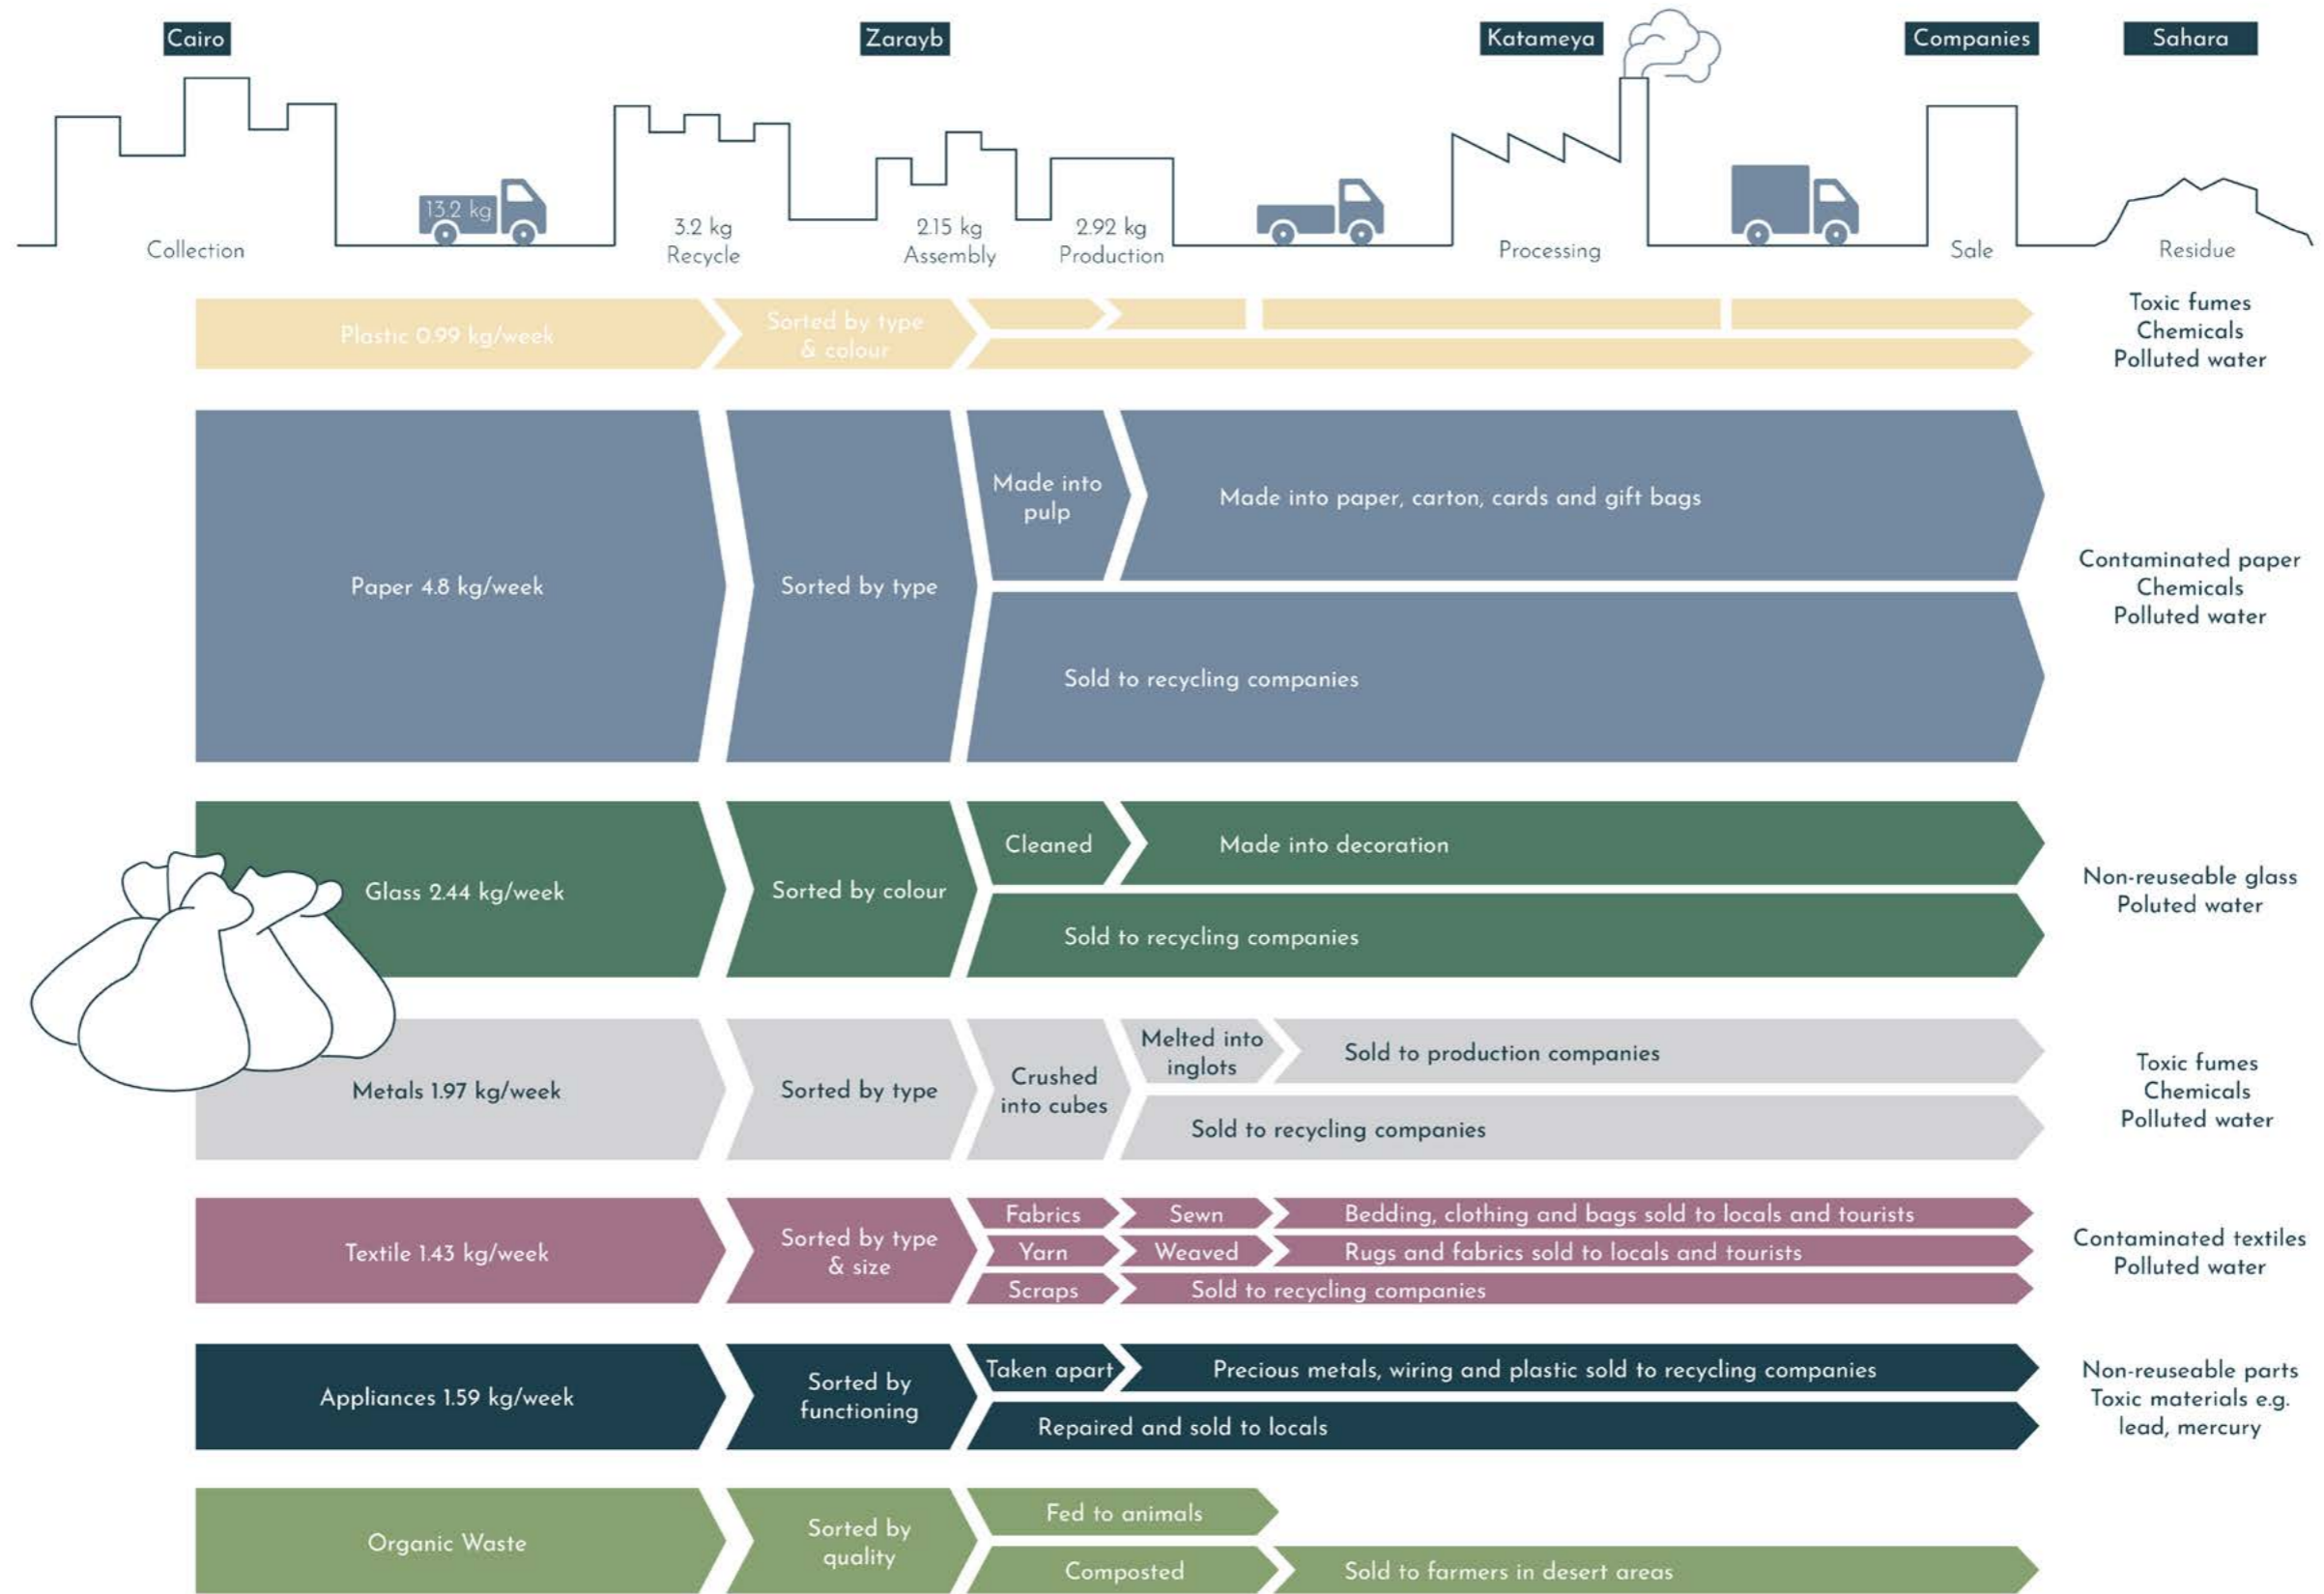 Cairo
Zarayb
Katameya
Companies
Sahara
13.2 kg
Collection
3.2 kg
Recycle
2.15 kg
Assembly
2.92 kg
Production
Processing
Sale
Residue
Plastic 0.99 kg/week
Sorted by type
& colour
Toxic fumes
Chemicals
Polluted water
Paper 4.8 kg/week
Sorted by type
Made into
pulp
Made into paper, carton, cards and gift bags
Sold to recycling companies
Contaminated paper
Chemicals
Polluted water
Glass 2.44 kg/week
Sorted by colour
Cleaned
Made into decoration
Sold to recycling companies
Non-reuseable glass
Poluted water
Metals 1.97 kg/week
Sorted by type
Crushed
into cubes
Melted into
inglots
Sold to production companies
Sold to recycling companies
Toxic fumes
Chemicals
Polluted water
Textile 1.43 kg/week
Sorted by type
& size
Fabrics
Sewn
Bedding, clothing and bags sold to locals and tourists
Yarn
Weaved
Rugs and fabrics sold to locals and tourists
Scraps
Sold to recycling companies
Contaminated textiles
Polluted water
Appliances 1.59 kg/week
Sorted by
functioning
Taken apart
Precious metals, wiring and plastic sold to recycling companies
Repaired and sold to locals
Non-reuseable parts
Toxic materials e.g.
lead, mercury
Organic Waste
Sorted by
quality
Fed to animals
Composted
Sold to farmers in desert areas